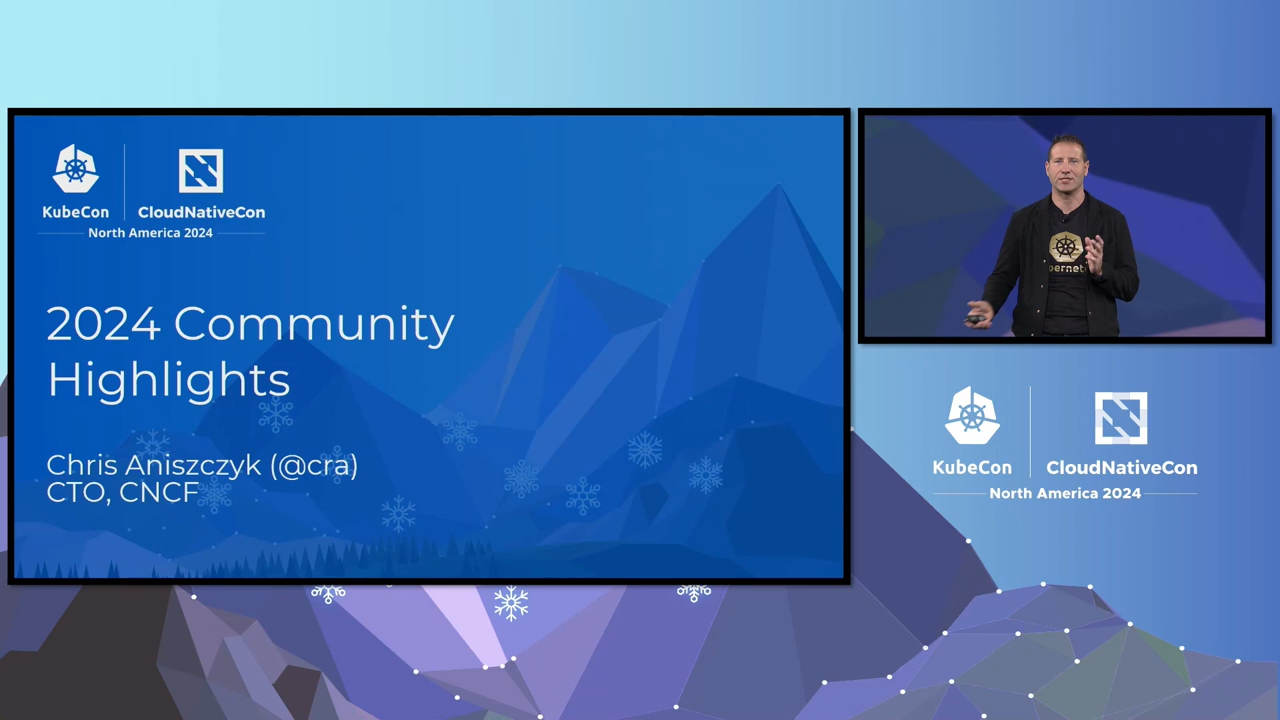 KubeCon
CloudNativeCon
North America 2024
2024 Community
Highlights
Chris Aniszczyk (@cra)
CTO, CNCF
KubeCon
CloudNativeCon
North America 2024